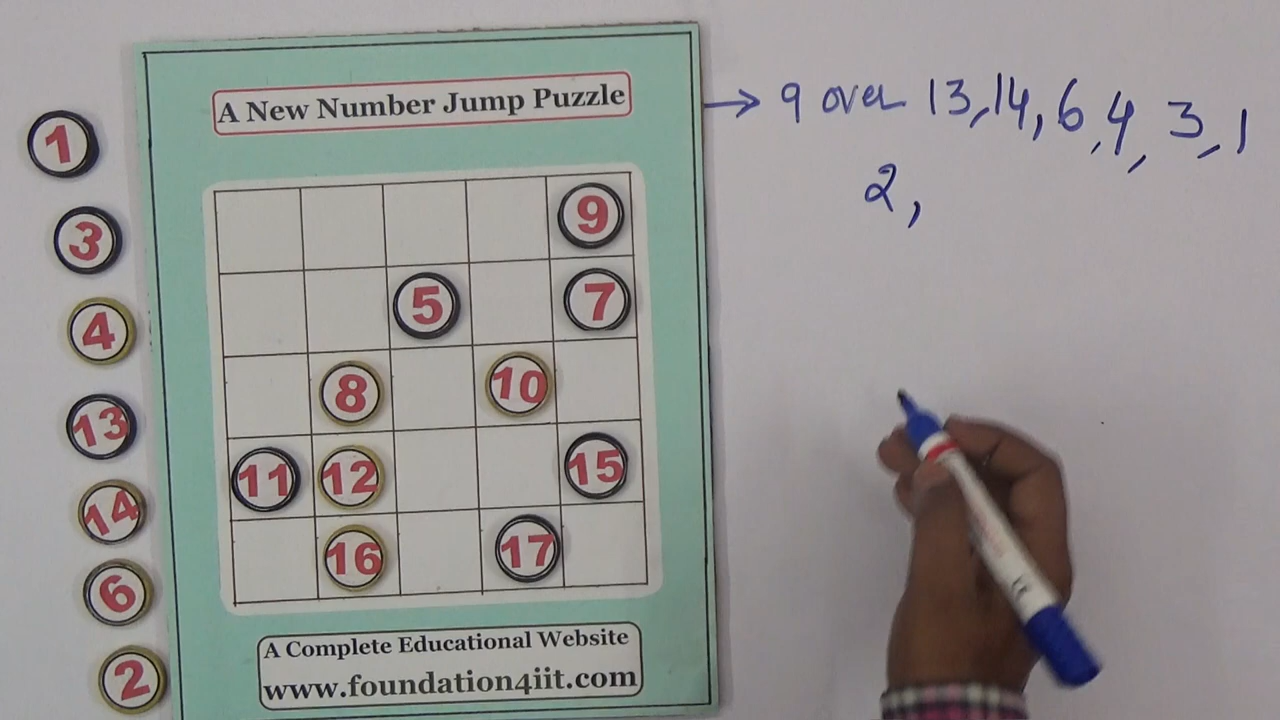 A New Number Jump Puzzle
→ 9 over 13, 14, 6, 4, 3, 1
2,
1
3
4
13
14
6
2
9
5 7
8 10
11 12 15
16 17
A Complete Educational Website
www.foundation4iit.com